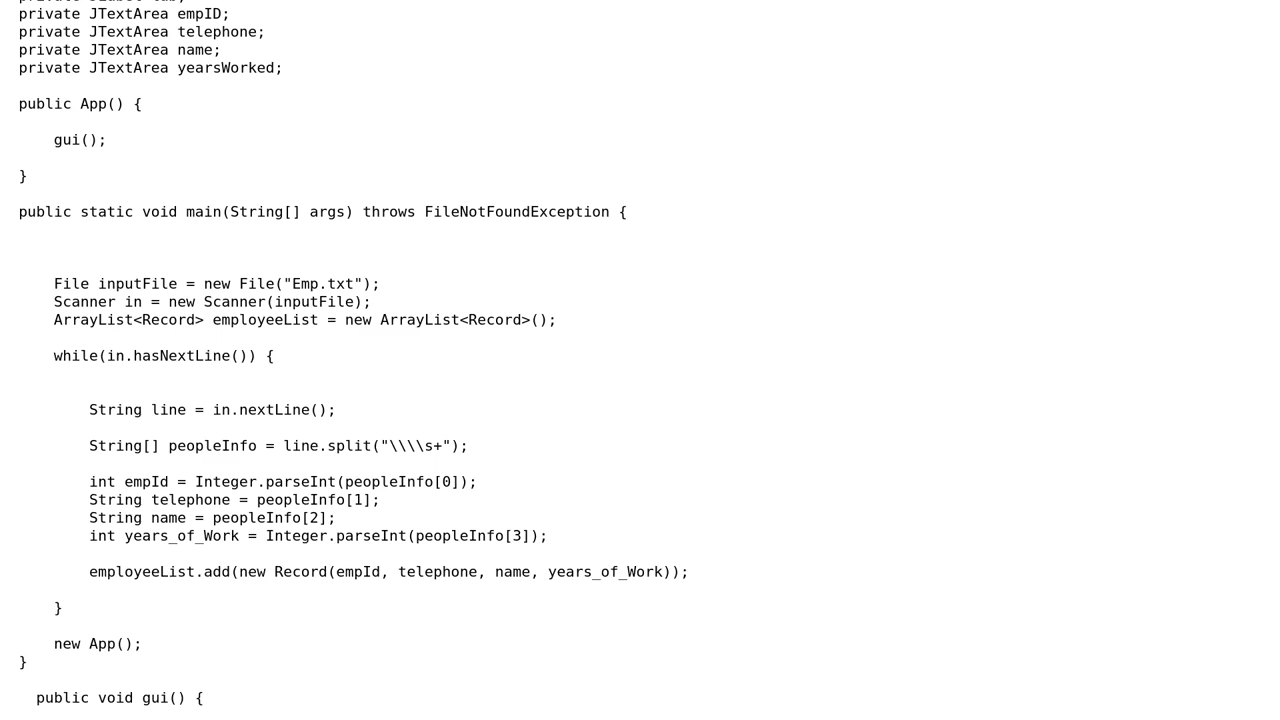 private JTextArea empID;
private JTextArea telephone;
private JTextArea name;
private JTextArea yearsWorked;
public App() {
gui();
}
public static void main(String[] args) throws FileNotFoundException {
File inputFile = new File("Emp.txt");
Scanner in = new Scanner(inputFile);
ArrayList<Record> employeeList = new ArrayList<Record>();
while(in.hasNextLine()) {
String line = in.nextLine();
String[] peopleInfo = line.split("\\\\s+");
int empId = Integer.parseInt(peopleInfo[0]);
String telephone = peopleInfo[1];
String name = peopleInfo[2];
int years_of_Work = Integer.parseInt(peopleInfo[3]);
employeeList.add(new Record(empId, telephone, name, years_of_Work));
}
new App();
}
public void gui() {